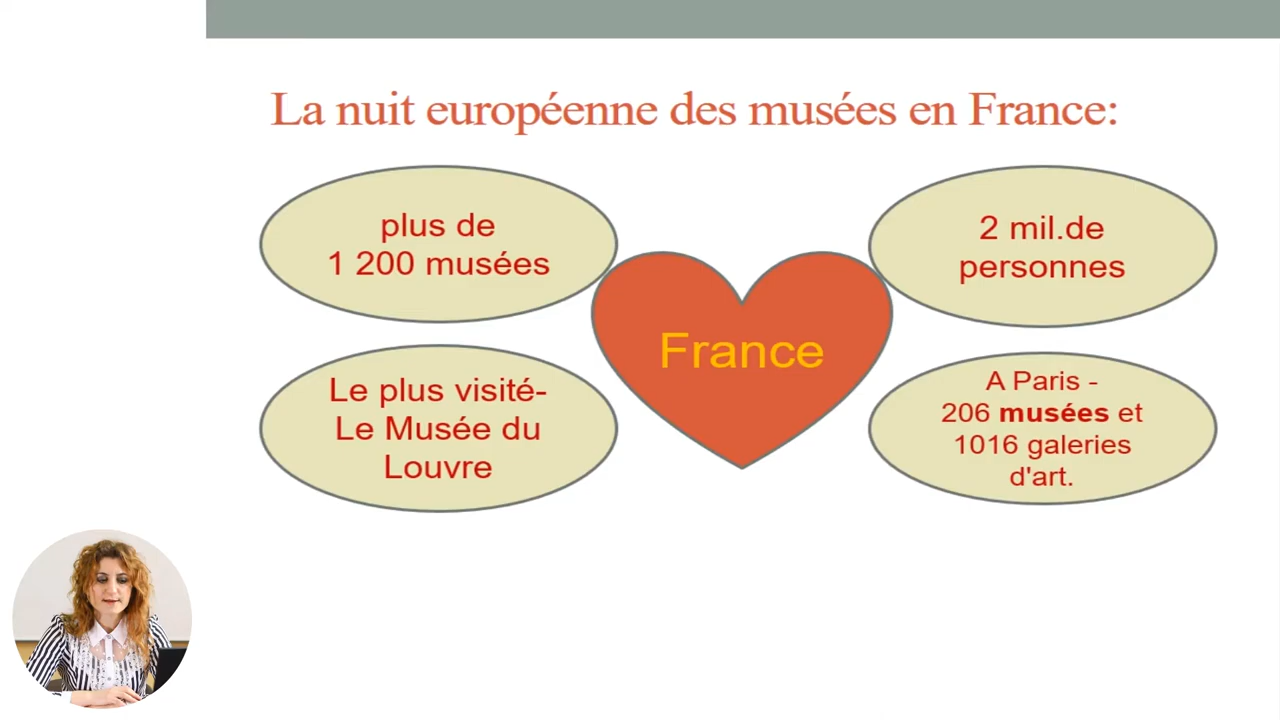 La nuit européenne des musées en France:
plus de
1 200 musées
2 mil.de
personnes
France
Le plus visité-
Le Musée du
Louvre
A Paris -
206 musées et
1016 galeries
d'art.